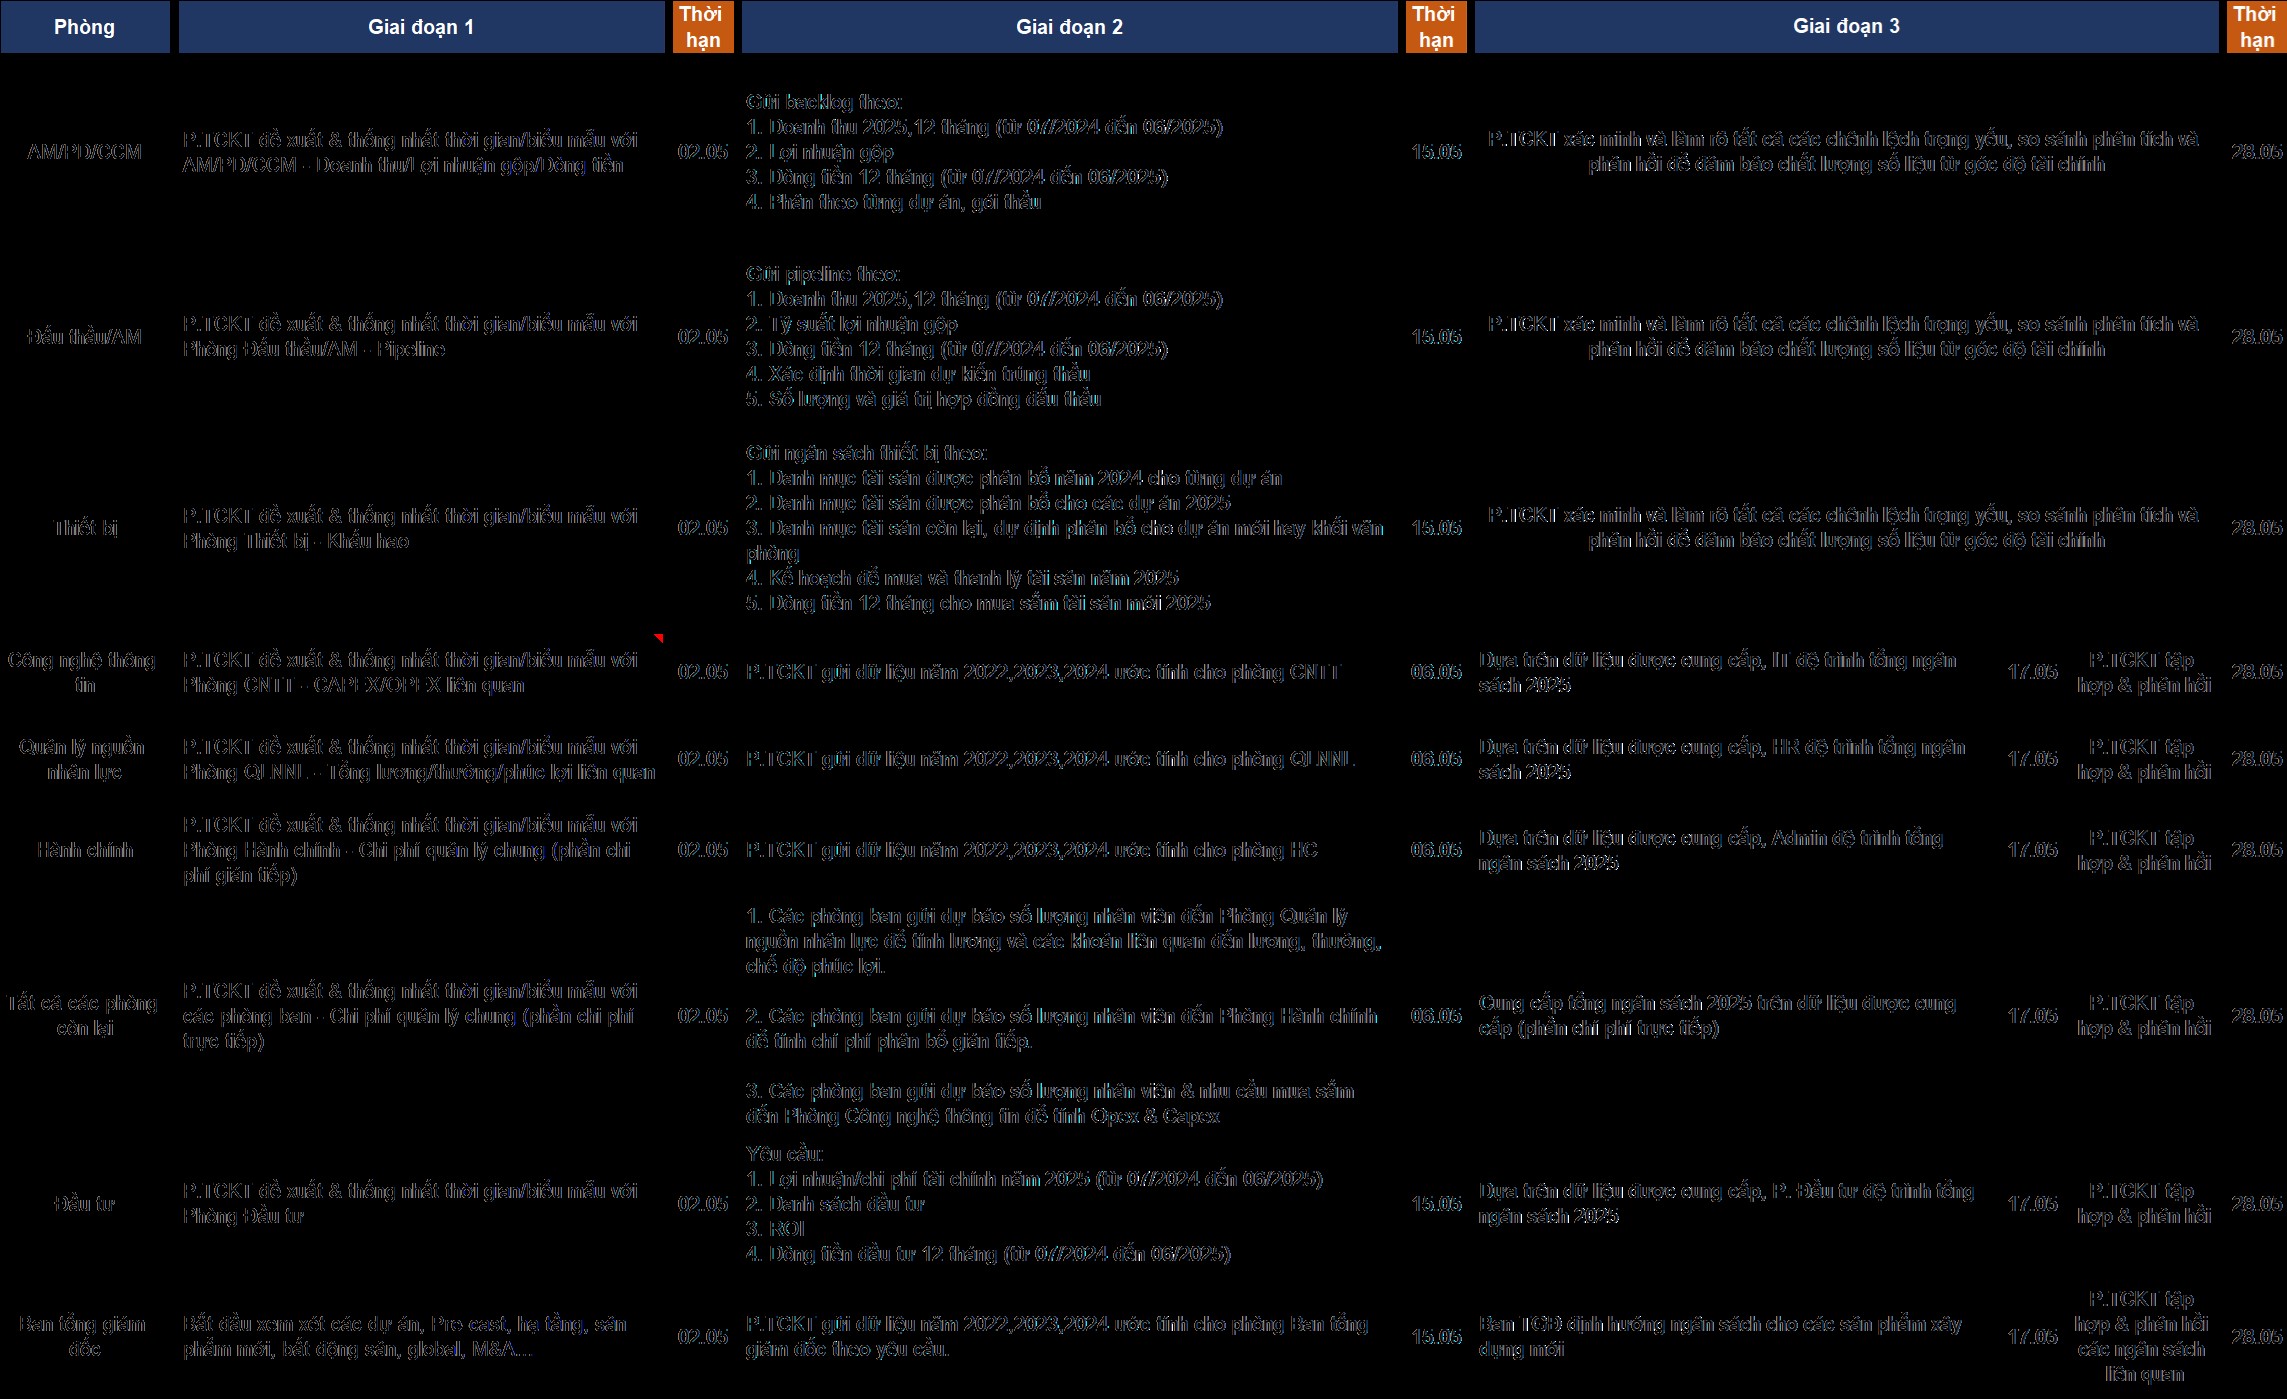 Phòng
Giai đoạn 1
Thời
hạn
Giai đoạn 2
Thời
hạn
Giai đoạn 3
Thời
hạn
AM/PD/CCM
P.TCKT đề xuất & thống nhất thời gian/biểu mẫu với
AM/PD/CCM - Doanh thu/Lợi nhuận gộp/Dòng tiền
02.05
Gửi backlog theo:
1. Doanh thu 2025,12 tháng (từ 07/2024 đến 06/2025)
2. Lợi nhuận gộp
3. Dòng tiền 12 tháng (từ 07/2024 đến 06/2025)
4. Phân theo từng dự án, gói thầu
15.05
P.TCKT xác minh và làm rõ tất cả các chênh lệch trọng yếu, so sánh phân tích và
phản hồi để đảm bảo chất lượng số liệu từ góc độ tài chính
28.05
Đấu thầu/AM
P.TCKT đề xuất & thống nhất thời gian/biểu mẫu với
Phòng Đấu thầu/AM - Pipeline
02.05
Gửi pipeline theo:
1. Doanh thu 2025,12 tháng (từ 07/2024 đến 06/2025)
2. Tỷ suất lợi nhuận gộp
3. Dòng tiền 12 tháng (từ 07/2024 đến 06/2025)
4. Xác định thời gian dự kiến trúng thầu
5. Số lượng và giá trị hợp đồng đấu thầu
15.05
P.TCKT xác minh và làm rõ tất cả các chênh lệch trọng yếu, so sánh phân tích và
phản hồi để đảm bảo chất lượng số liệu từ góc độ tài chính
28.05
Thiết bị
P.TCKT đề xuất & thống nhất thời gian/biểu mẫu với
Phòng Thiết bị - Khấu hao
02.05
Gửi ngân sách thiết bị theo:
1. Danh mục tài sản được phân bổ năm 2024 cho từng dự án
2. Danh mục tài sản được phân bổ cho các dự án 2025
3. Danh mục tài sản còn lại, dự định phân bổ cho dự án mới hay khối văn
phòng
4. Kế hoạch để mua và thanh lý tài sản năm 2025
5. Dòng tiền 12 tháng cho mua sắm tài sản mới 2025
15.05
P.TCKT xác minh và làm rõ tất cả các chênh lệch trọng yếu, so sánh phân tích và
phản hồi để đảm bảo chất lượng số liệu từ góc độ tài chính
28.05
Công nghệ thông
tin
P.TCKT đề xuất & thống nhất thời gian/biểu mẫu với
Phòng CNTT - CAPEX/OPEX liên quan
02.05
P.TCKT gửi dữ liệu năm 2022,2023,2024 ước tính cho phòng CNTT
06.05
Dựa trên dữ liệu được cung cấp, IT đệ trình tổng ngân
sách 2025
17.05
P.TCKT tập
hợp & phản hồi
28.05
Quản lý nguồn
nhân lực
P.TCKT đề xuất & thống nhất thời gian/biểu mẫu với
Phòng QLNNL - Tổng lương/thưởng/phúc lợi liên quan
02.05
P.TCKT gửi dữ liệu năm 2022,2023,2024 ước tính cho phòng QLNNL.
06.05
Dựa trên dữ liệu được cung cấp, HR đệ trình tổng ngân
sách 2025
17.05
P.TCKT tập
hợp & phản hồi
28.05
Hành chính
P.TCKT đề xuất & thống nhất thời gian/biểu mẫu với
Phòng Hành chính - Chi phí quản lý chung (phần chi
phí gián tiếp)
02.05
P.TCKT gửi dữ liệu năm 2022,2023,2024 ước tính cho phòng HC
06.05
Dựa trên dữ liệu được cung cấp, Admin đệ trình tổng
ngân sách 2025
17.05
P.TCKT tập
hợp & phản hồi
28.05
Tất cả các phòng
còn lại
P.TCKT đề xuất & thống nhất thời gian/biểu mẫu với
các phòng ban - Chi phí quản lý chung (phần chi phí
trực tiếp)
02.05
1. Các phòng ban gửi dự báo số lượng nhân viên đến Phòng Quản lý
nguồn nhân lực để tính lương và các khoản liên quan đến lương, thưởng,
chế độ phúc lợi.
2. Các phòng ban gửi dự báo số lượng nhân viên đến Phòng Hành chính
để tính chí phí phân bổ gián tiếp.
3. Các phòng ban gửi dự báo số lượng nhân viên & nhu cầu mua sắm
đến Phòng Công nghệ thông tin để tính Opex & Capex
06.05
Cung cấp tổng ngân sách 2025 trên dữ liệu được cung
cấp (phần chí phí trực tiếp)
17.05
P.TCKT tập
hợp & phản hồi
28.05
Đầu tư
P.TCKT đề xuất & thống nhất thời gian/biểu mẫu với
Phòng Đầu tư
02.05
Yêu cầu:
1. Lợi nhuận/chi phí tài chính năm 2025 (từ 07/2024 đến 06/2025)
2. Danh sách đầu tư
3. ROI
4. Dòng tiền đầu tư 12 tháng (từ 07/2024 đến 06/2025)
15.05
Dựa trên dữ liệu được cung cấp, P. Đầu tư đệ trình tổng
ngân sách 2025
17.05
P.TCKT tập
hợp & phản hồi
28.05
Ban tổng giám
đốc
Bắt đầu xem xét các dự án, Pre cast, hạ tầng, sản
phẩm mới, bất động sản, global, M&A…
02.05
P.TCKT gửi dữ liệu năm 2022,2023,2024 ước tính cho phòng Ban tổng
giám đốc theo yêu cầu.
15.05
Ban TGĐ định hướng ngân sách cho các sản phẩm xây
dựng mới
17.05
P.TCKT tập
hợp & phản hồi
các ngân sách
liên quan
28.05